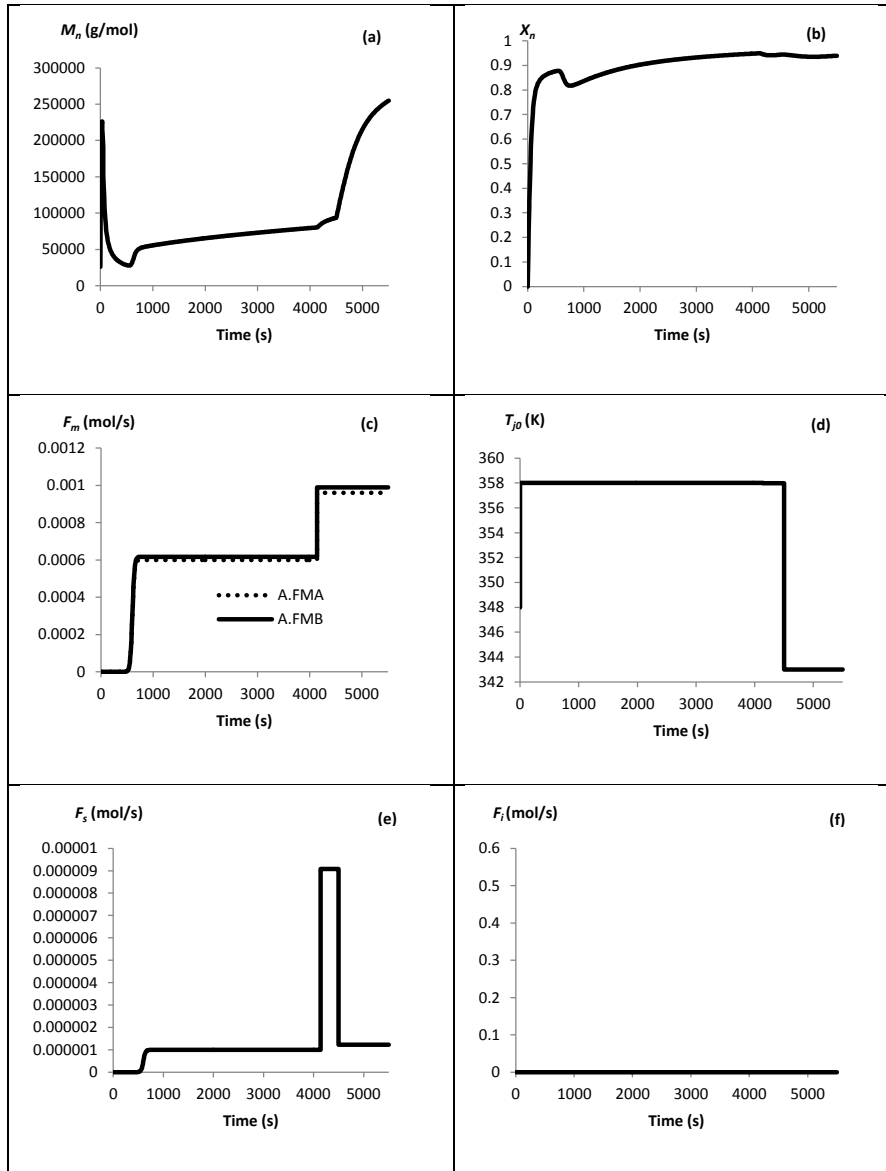 Mn (g/mol)
(a)
300000
250000
200000
150000
100000
50000
0
0 1000 2000 3000 4000 5000
Time (s)
Xn
(b)
1
0.9
0.8
0.7
0.6
0.5
0.4
0.3
0.2
0.1
0
0 1000 2000 3000 4000 5000
Time (s)
Fm (mol/s)
(c)
0.0012
0.001
0.0008
0.0006
0.0004
0.0002
0
A.FMA
A.FMB
0 1000 2000 3000 4000 5000
Time (s)
Tj0 (K)
(d)
360
358
356
354
352
350
348
346
344
342
0 1000 2000 3000 4000 5000
Time (s)
Fs (mol/s)
(e)
0.00001
0.000009
0.000008
0.000007
0.000006
0.000005
0.000004
0.000003
0.000002
0.000001
0
0 1000 2000 3000 4000 5000
Time (s)
Fi (mol/s)
(f)
0.6
0.5
0.4
0.3
0.2
0.1
0
0 1000 2000 3000 4000 5000
Time (s)